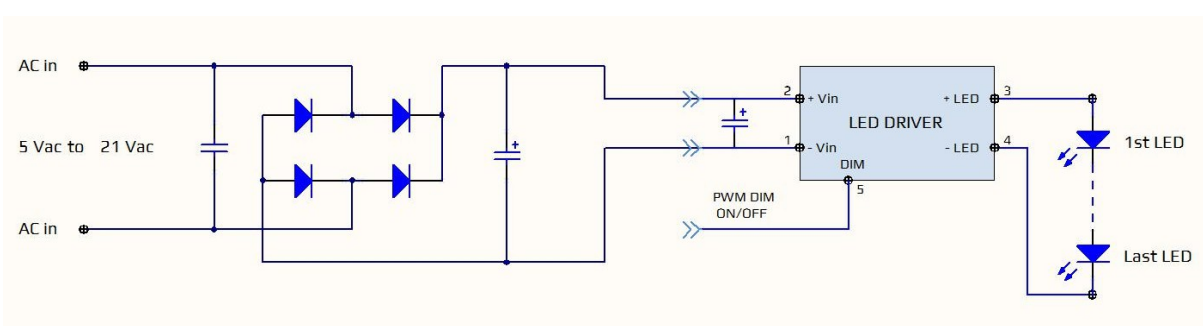 AC in
5 Vac to 21 Vac
AC in
+
+
2
+ Vin
1
- Vin
LED DRIVER
DIM
5
+ LED
3
- LED
4
PWM DIM
ON/OFF
1st LED
Last LED